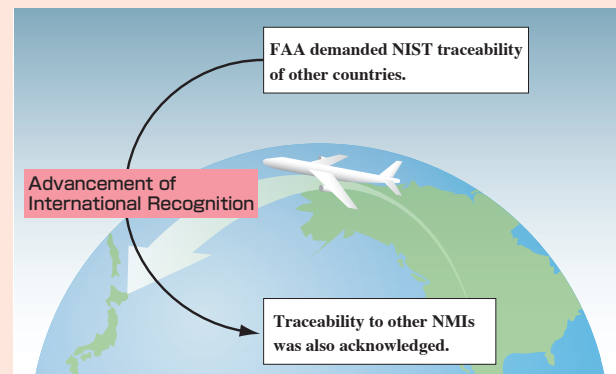 FAA demanded NIST traceability
of other countries.
Advancement of
International Recognition
Traceability to other NMIs
was also acknowledged.